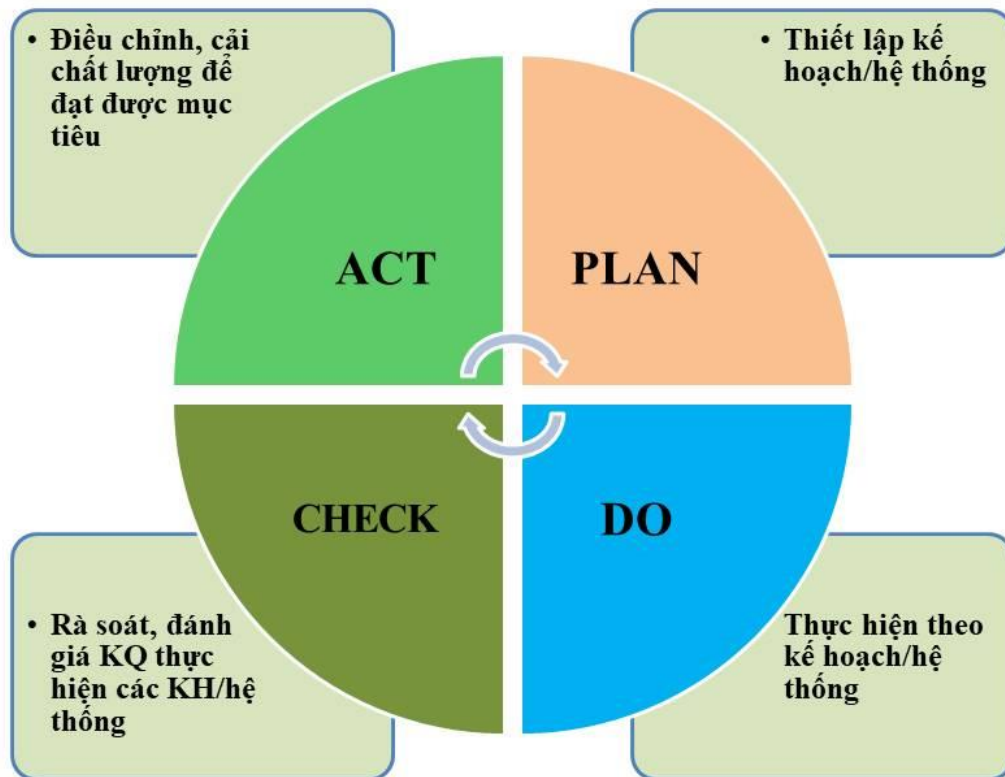 • Điều chỉnh, cải
chất lượng để
đạt được mục
tiêu
• Thiết lập kế
hoạch/hệ thống
ACT
PLAN
CHECK
DO
• Rà soát, đánh
giá KQ thực
hiện các KH/hệ
thống
Thực hiện theo
kế hoạch/hệ
thống